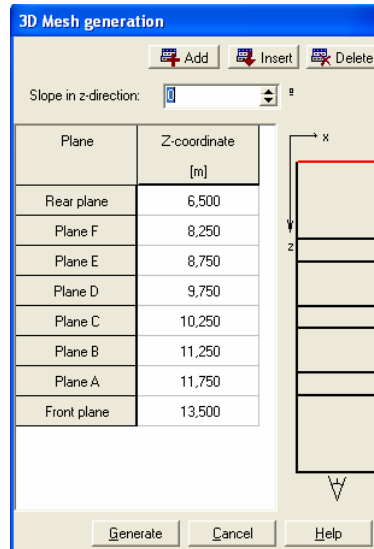 3D Mesh generation
Add Insert Delete
Slope in z-direction: 0 º
Plane Z-coordinate
[m]
Rear plane 6,500
Plane F 8,250
Plane E 8,750
Plane D 9,750
Plane C 10,250
Plane B 11,250
Plane A 11,750
Front plane 13,500
x
z
Generate Cancel Help